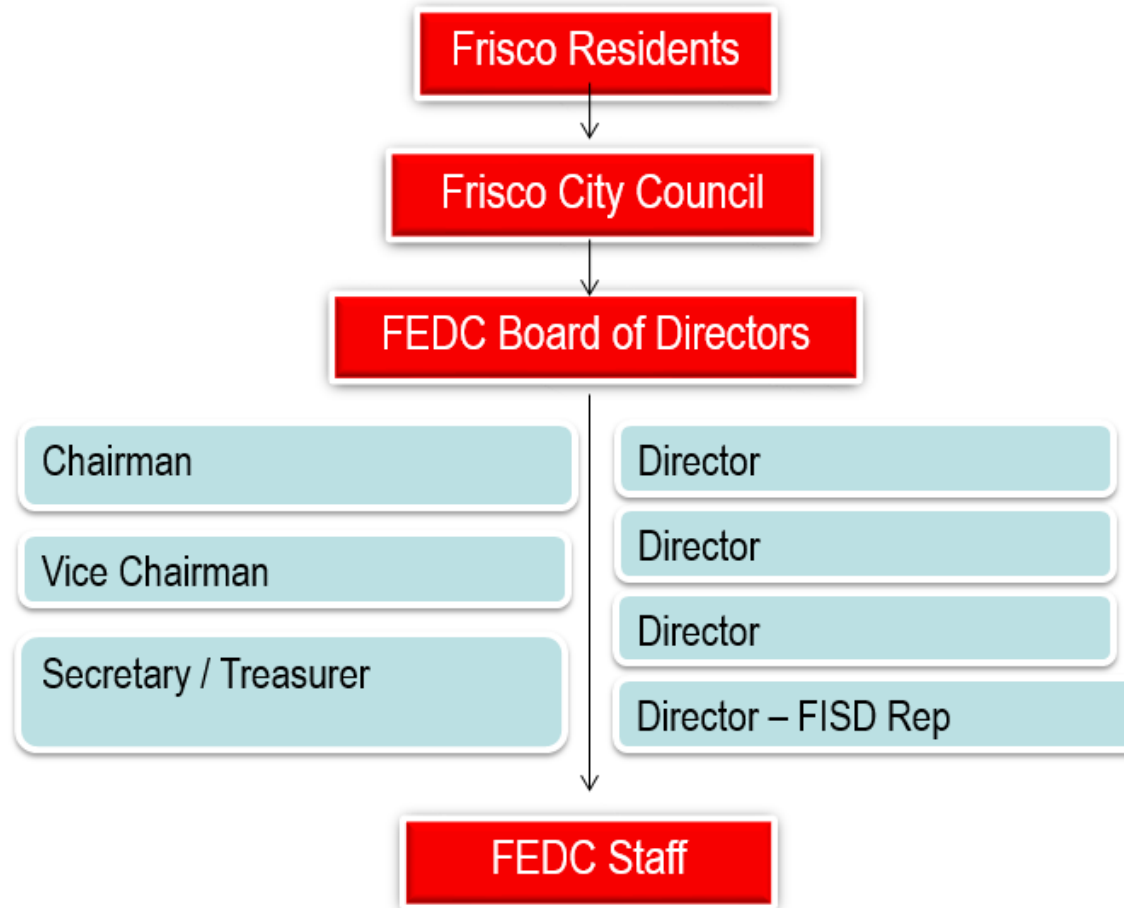 Frisco Residents
Frisco City Council
FEDC Board of Directors
Chairman
Vice Chairman
Secretary / Treasurer
Director
Director
Director
Director – FISD Rep
FEDC Staff